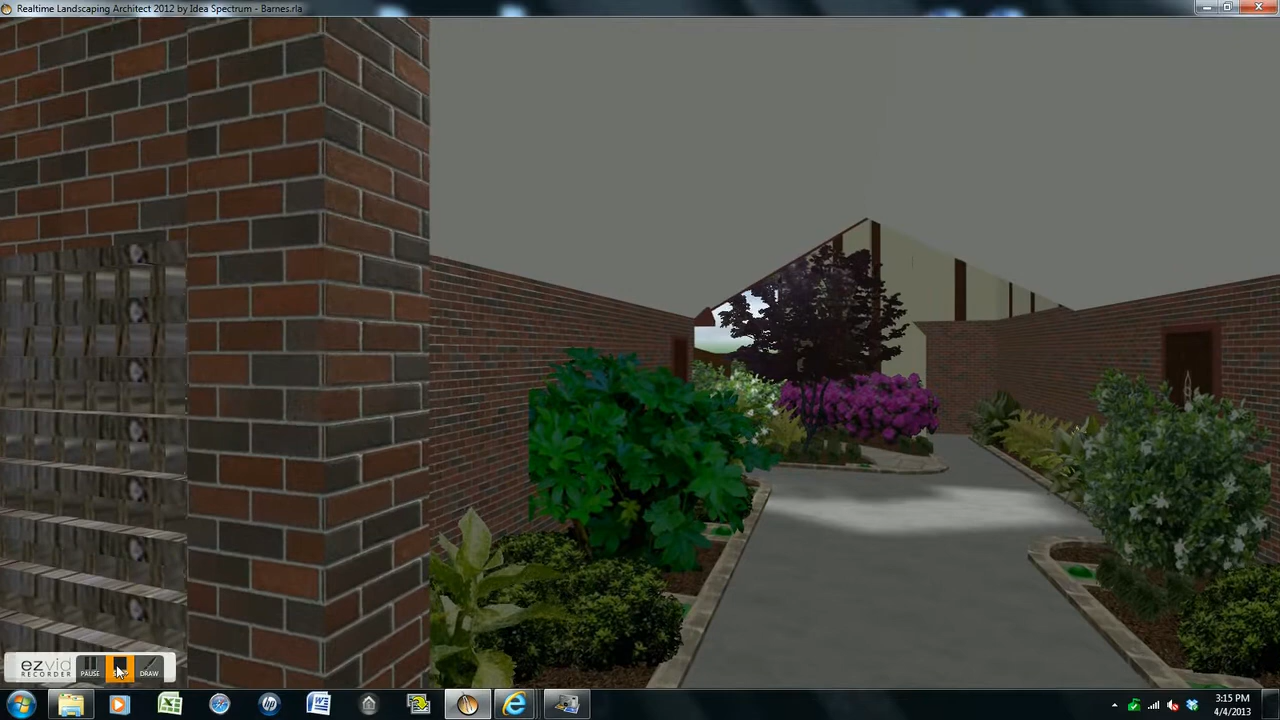 Realtime Landscaping Architect 2012 by Idea Spectrum - Barnes.rla
ezvid
RECORDER
PAUSE
DRAW
3:15 PM
4/4/2013